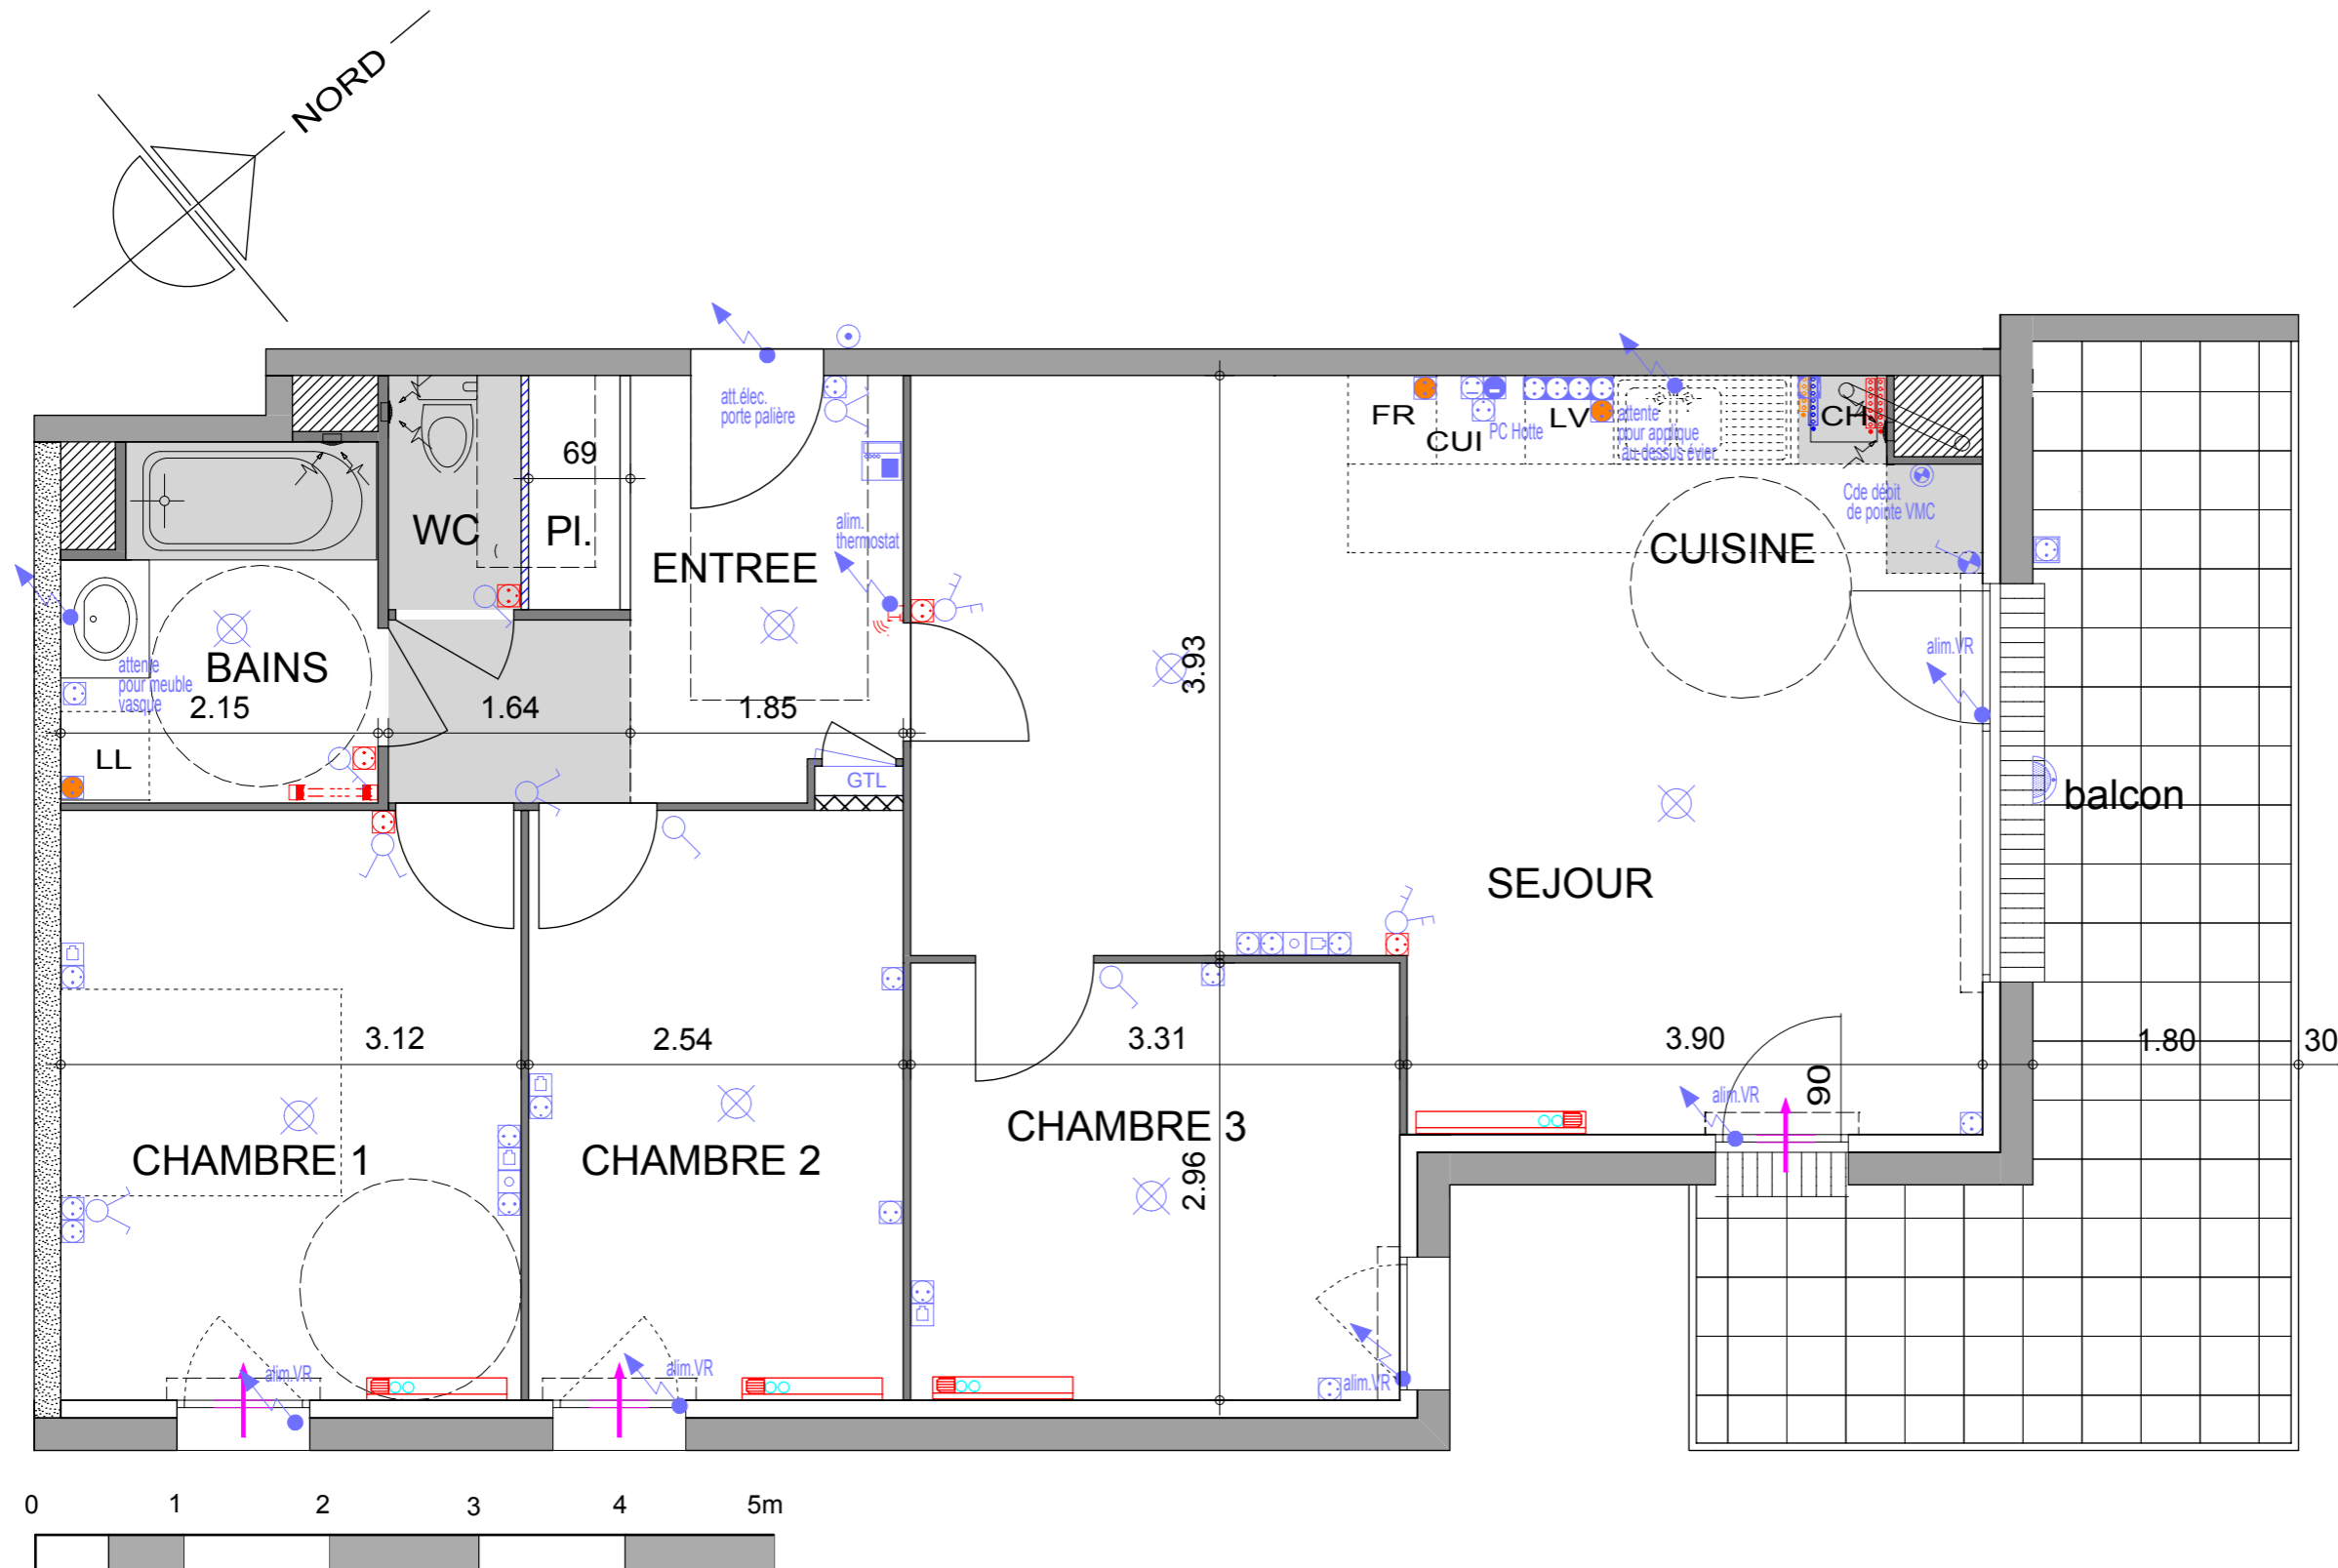 NORD
att.élec.
porte palière
FR
CUI
PC Hotte
LV
attente
pour applique
au-dessus évier
CH
69
WC
Pl.
ENTREE
alim.
thermostat
Cde débit
de pointe VMC
CUISINE
BAINS
attente
pour meuble
vasque
2.15
1.64
1.85
3.93
alim.VR
LL
GTL
balcon
SEJOUR
3.12
2.54
3.31
3.90
1.80
30
90
alim.VR
CHAMBRE 1
CHAMBRE 2
CHAMBRE 3
2.96
alim.VR
alim.VR
alim.VR
0 1 2 3 4 5m